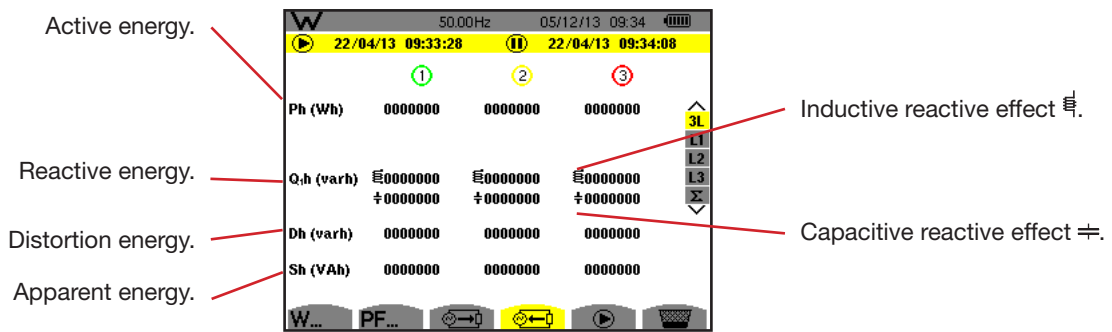 W 50.00Hz 05/12/13 09:34
22/04/13 09:33:28 22/04/13 09:34:08
1 2 3
Active energy.
Ph (Wh) 0000000 0000000 0000000
3L
L1
L2
L3
Σ
Inductive reactive effect .
Reactive energy.
Q₁h (varh) 0000000 0000000 0000000
0000000 0000000 0000000
Capacitive reactive effect .
Distortion energy.
Dh (varh) 0000000 0000000 0000000
Apparent energy.
Sh (VAh) 0000000 0000000 0000000
W... PF...